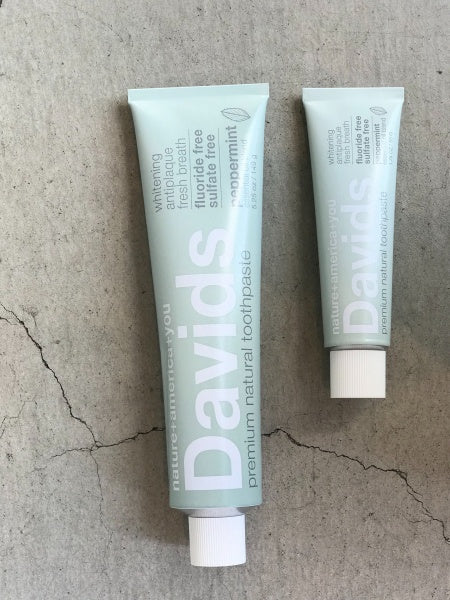 whitening
antiplaque
fresh breath
fluoride free
sulfate free
peppermint
nature+america+you
Davids
premium natural toothpaste
whitening
antiplaque
fresh breath
fluoride free
sulfate free
peppermint
nature+america+you
Davids
premium natural toothpaste